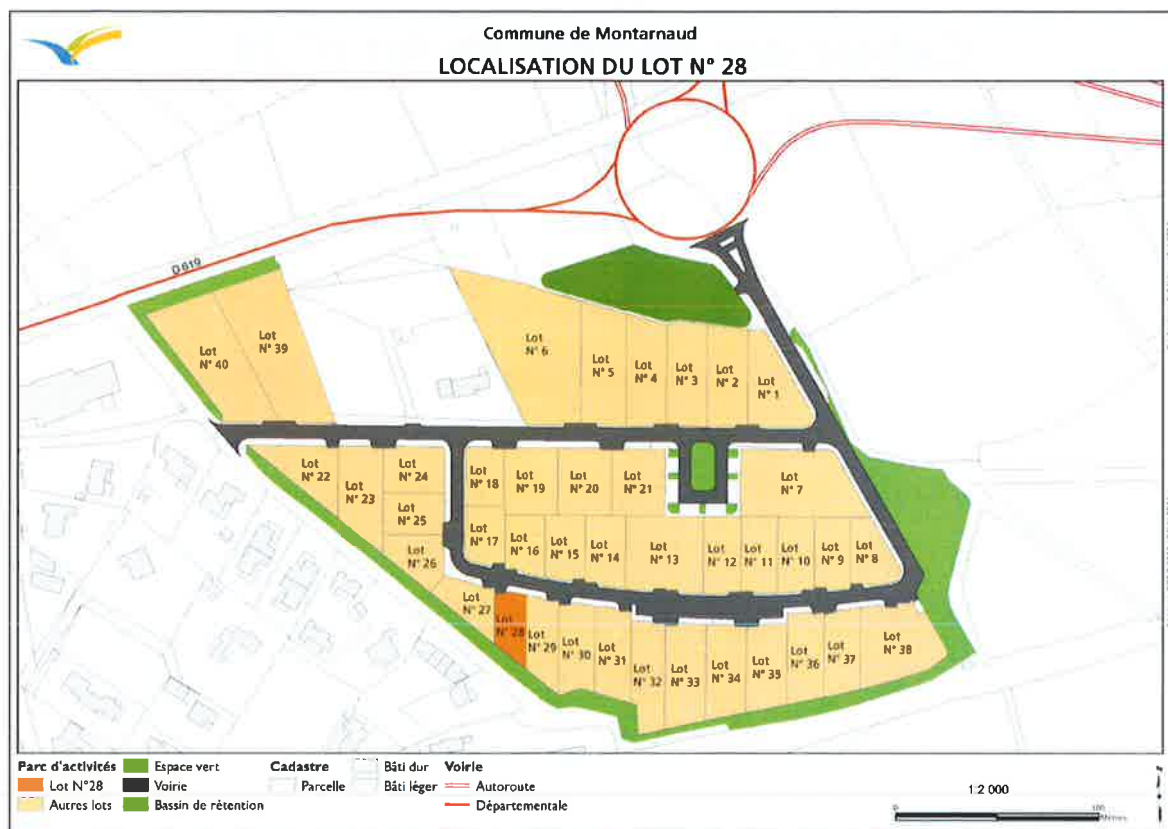 Commune de Montarnaud
LOCALISATION DU LOT N° 28
D619
Lot
N° 40
Lot
N° 39
Lot
N° 6
Lot
N° 5
Lot
N° 4
Lot
N° 3
Lot
N° 2
Lot
N° 1
Lot
N° 22
Lot
N° 23
Lot
N° 24
Lot
N° 25
Lot
N° 26
Lot
N° 18
Lot
N° 19
Lot
N° 20
Lot
N° 21
Lot
N° 7
Lot
N° 17
Lot
N° 16
Lot
N° 15
Lot
N° 14
Lot
N° 13
Lot
N° 12
Lot
N° 11
Lot
N° 10
Lot
N° 9
Lot
N° 8
Lot
N° 27
Lot
N° 28
Lot
N° 29
Lot
N° 30
Lot
N° 31
Lot
N° 32
Lot
N° 33
Lot
N° 34
Lot
N° 35
Lot
N° 36
Lot
N° 37
Lot
N° 38
Parc d'activités
Lot N°28
Autres lots
Espace vert
Voirie
Bassin de rétention
Cadastre
Parcelle
Bâti dur
Bâti léger
Voirie
Autoroute
Départementale
1:2 000
0 100
Mètres